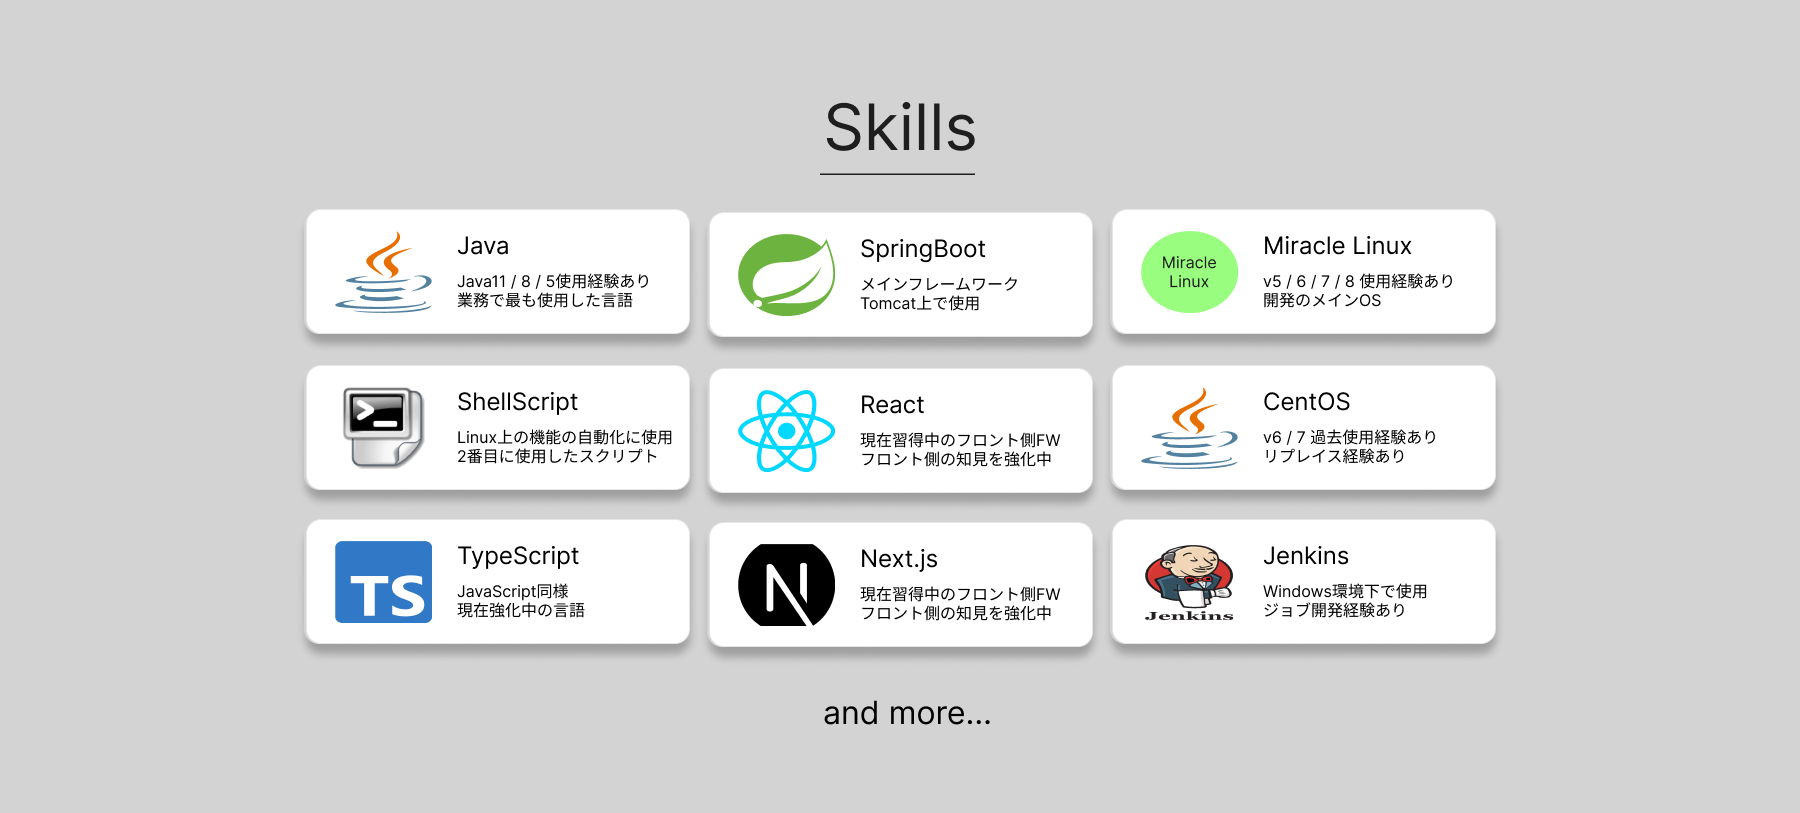 Skills
Java
Java11 / 8 / 5使用経験あり
業務で最も使用した言語
SpringBoot
メインフレームワーク
Tomcat上で使用
Miracle
Linux
Miracle Linux
v5 / 6 / 7 / 8 使用経験あり
開発のメインOS
ShellScript
Linux上の機能の自動化に使用
2番目に使用したスクリプト
React
現在習得中のフロント側FW
フロント側の知見を強化中
CentOS
v6 / 7 過去使用経験あり
リプレイス経験あり
TS
TypeScript
JavaScript同様
現在強化中の言語
N
Next.js
現在習得中のフロント側FW
フロント側の知見を強化中
Jenkins
Jenkins
Windows環境下で使用
ジョブ開発経験あり
and more...